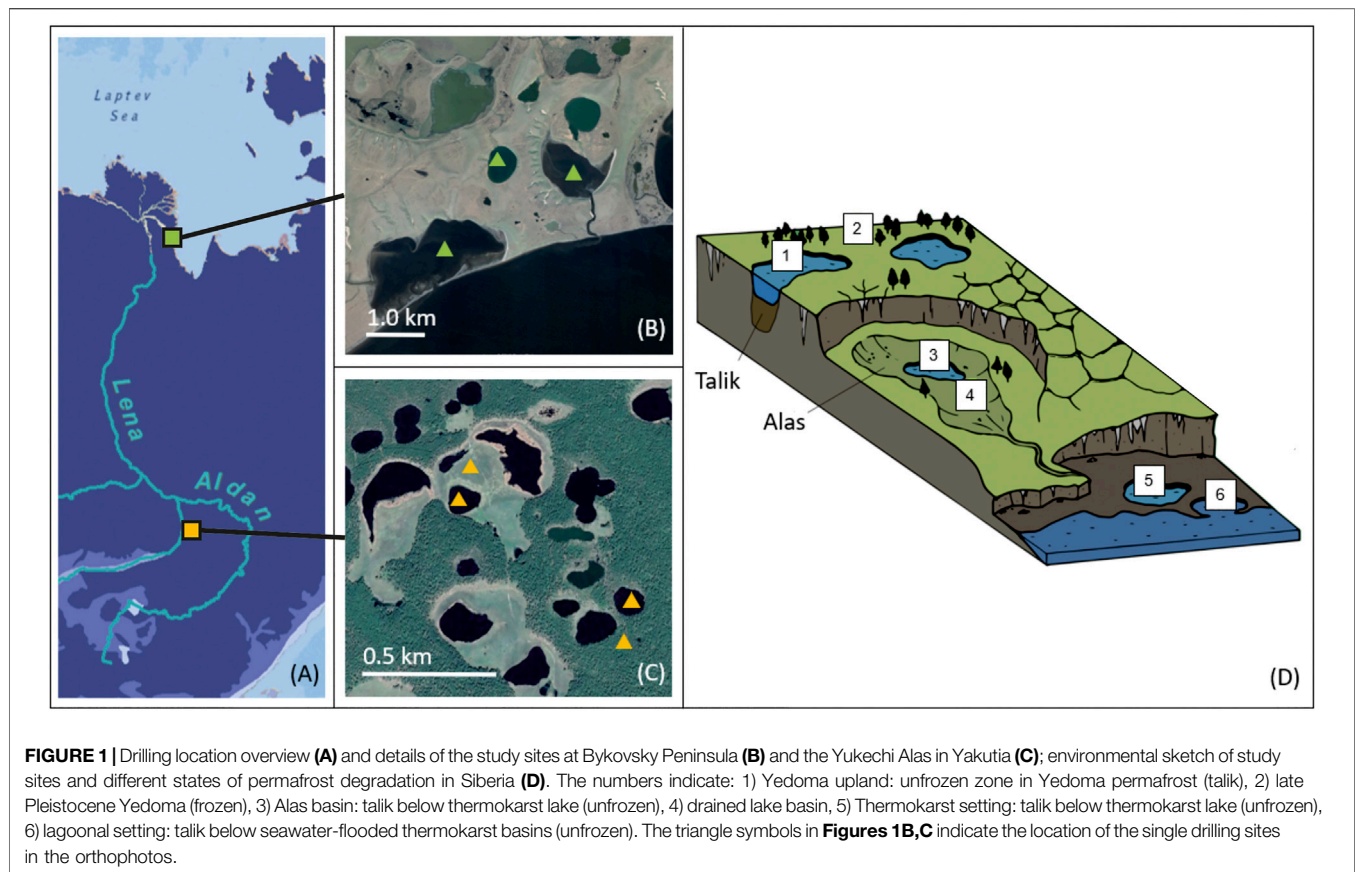 Laptev
Sea
Lena
Aldan
(A)
1.0 km
(B)
0.5 km
(C)
1
2
3
4
5
6
Talik
Alas
(D)
FIGURE 1 | Drilling location overview (A) and details of the study sites at Bykovsky Peninsula (B) and the Yukechi Alas in Yakutia (C); environmental sketch of study
sites and different states of permafrost degradation in Siberia (D). The numbers indicate: 1) Yedoma upland: unfrozen zone in Yedoma permafrost (talik), 2) late
Pleistocene Yedoma (frozen), 3) Alas basin: talik below thermokarst lake (unfrozen), 4) drained lake basin, 5) Thermokarst setting: talik below thermokarst lake (unfrozen),
6) lagoonal setting: talik below seawater-flooded thermokarst basins (unfrozen). The triangle symbols in Figures 1B,C indicate the location of the single drilling sites
in the orthophotos.